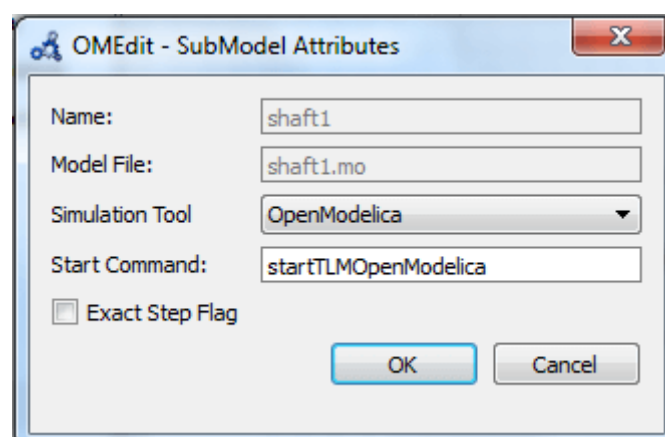 OMEdit - SubModel Attributes
Name: shaft1
Model File: shaft1.mo
Simulation Tool OpenModelica
Start Command: startTLMOpenModelica
Exact Step Flag
OK Cancel